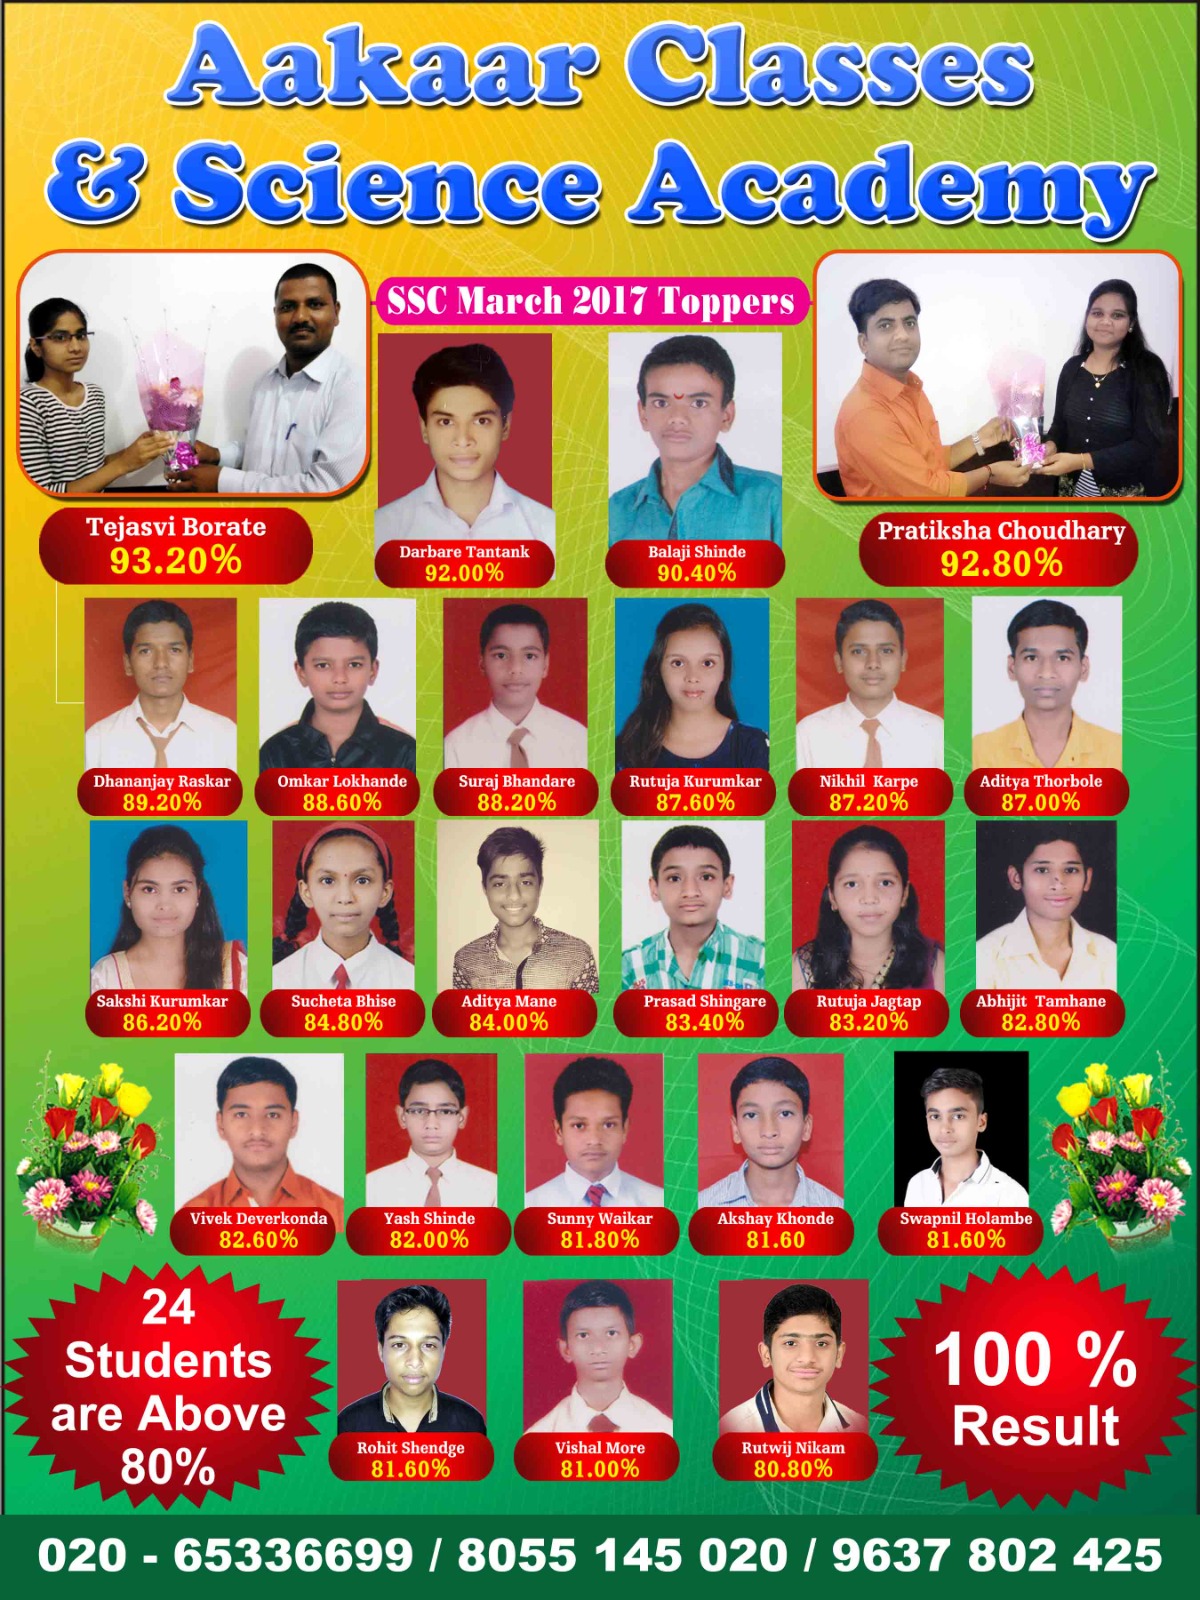 Aakaar Classes
& Science Academy
SSC March 2017 Toppers
Tejasvi Borate
93.20%
Darbare Tantank
92.00%
Balaji Shinde
90.40%
Pratiksha Choudhary
92.80%
Dhananjay Raskar
89.20%
Omkar Lokhande
88.60%
Suraj Bhandare
88.20%
Rutuja Kurumkar
87.60%
Nikhil Karpe
87.20%
Aditya Thorbole
87.00%
Sakshi Kurumkar
86.20%
Sucheta Bhise
84.80%
Aditya Mane
84.00%
Prasad Shingare
83.40%
Rutuja Jagtap
83.20%
Abhijit Tamhane
82.80%
Vivek Deverkonda
82.60%
Yash Shinde
82.00%
Sunny Waikar
81.80%
Akshay Khonde
81.60
Swapnil Holambe
81.60%
24
Students
are Above
80%
Rohit Shendge
81.60%
Vishal More
81.00%
Rutwij Nikam
80.80%
100 %
Result
020 - 65336699 / 8055 145 020 / 9637 802 425